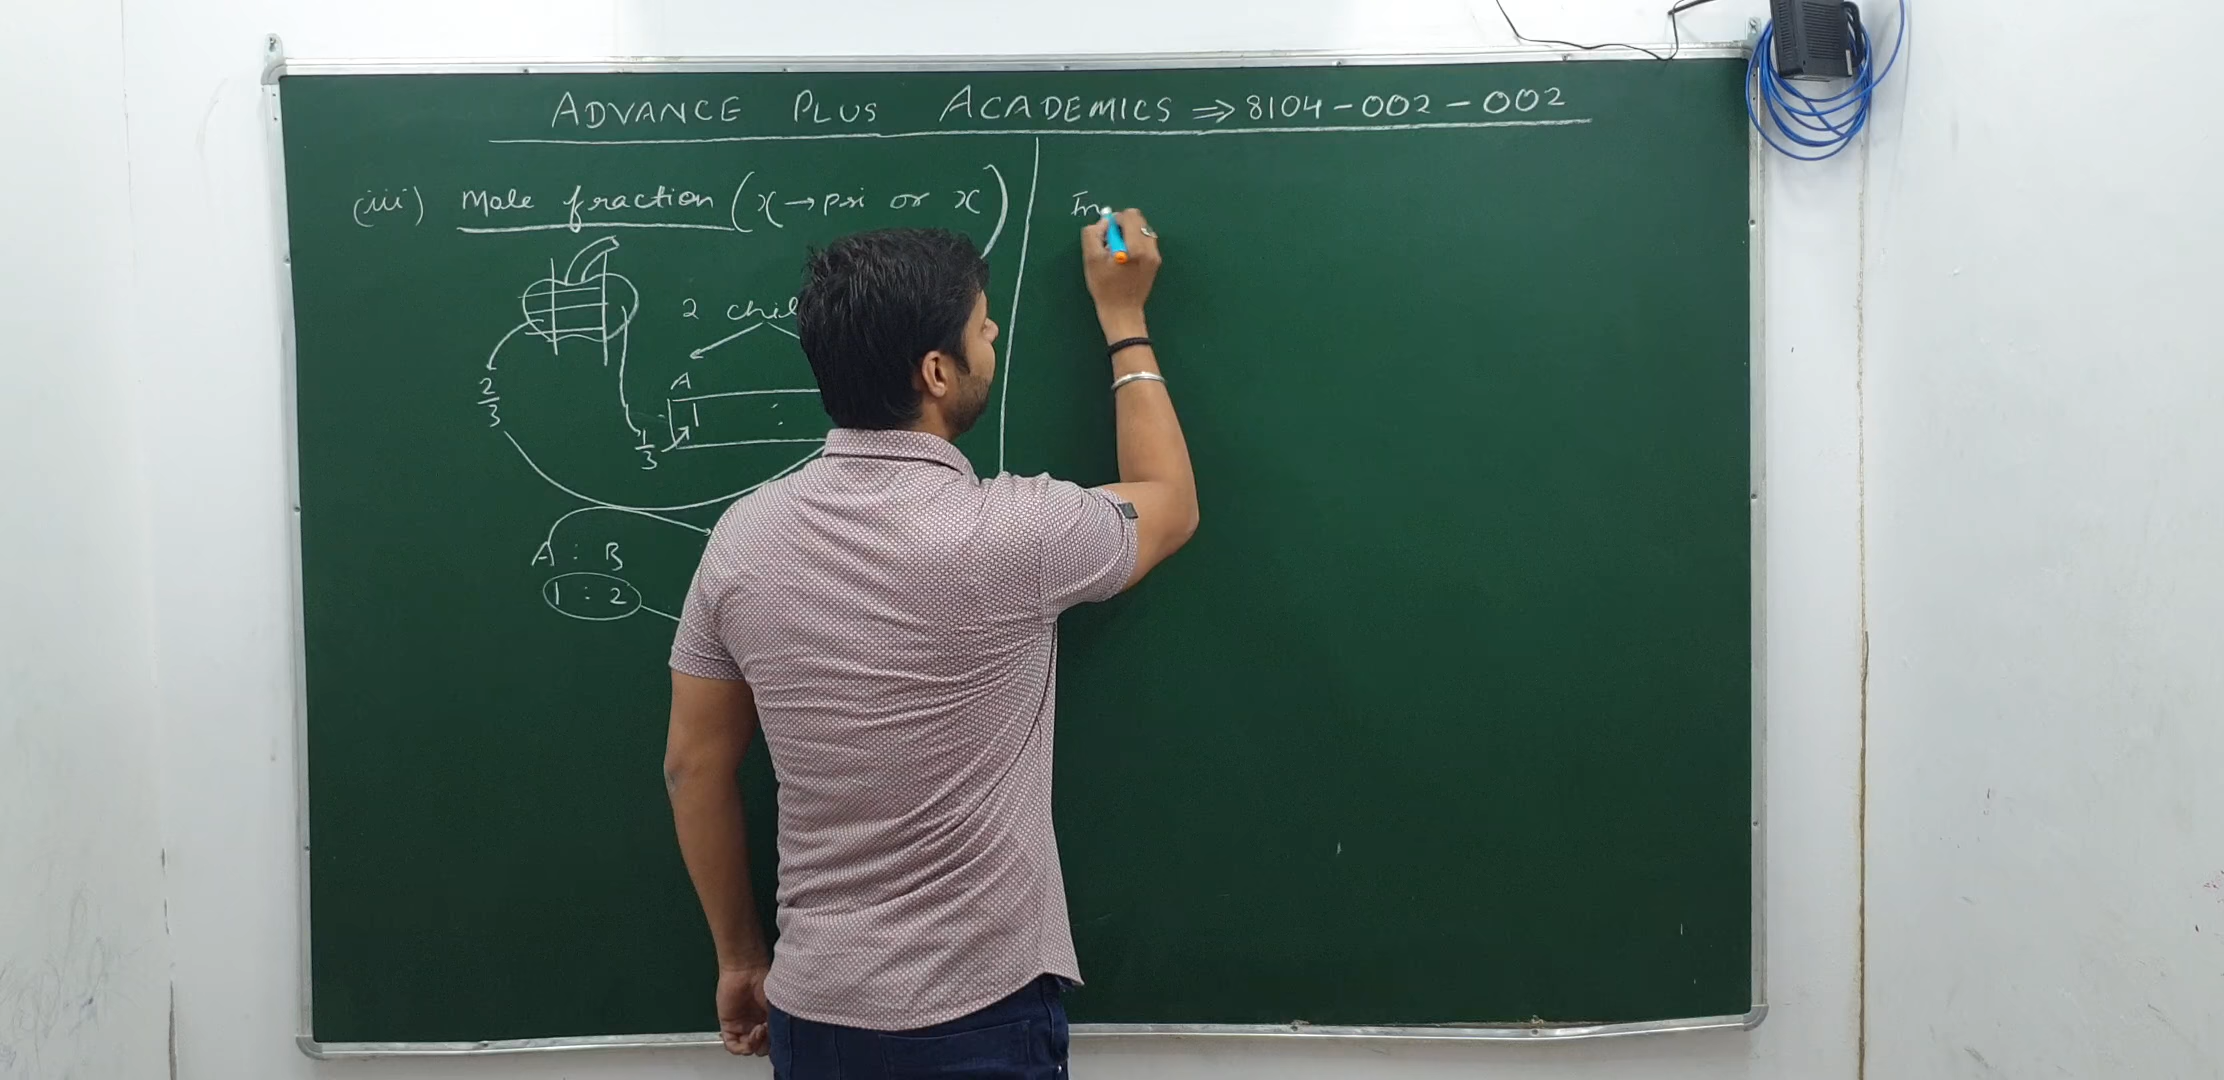 ADVANCE PLUS ACADEMICS ⇒ 8104-002-002
(iii) Mole fraction (χ → psi or x)
2 chil
2/3
A
1 :
1/3
A : B
1 : 2
In